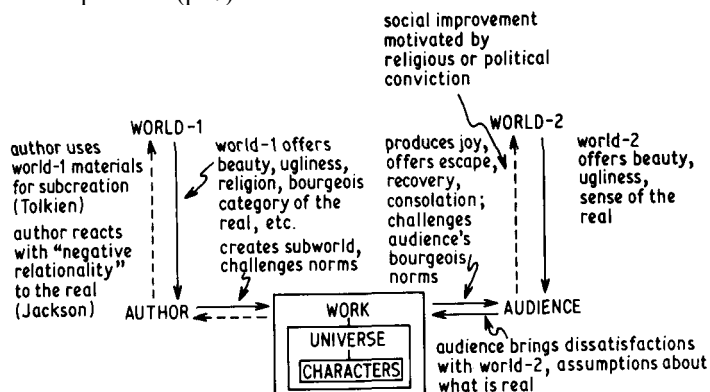 social improvement
motivated by
religious or political
conviction
WORLD-1
WORLD-2
author uses
world-1 materials
for subcreation
(Tolkien)
author reacts
with "negative
relationality"
to the real
(Jackson)
world-1 offers
beauty, ugliness,
religion, bourgeois
category of the
real, etc.
creates subworld,
challenges norms
produces joy,
offers escape,
recovery,
consolation;
challenges
audience's
bourgeois
norms
world-2
offers beauty,
ugliness,
sense of the
real
AUTHOR
WORK
UNIVERSE
CHARACTERS
AUDIENCE
audience brings dissatisfactions
with world-2, assumptions about
what is real